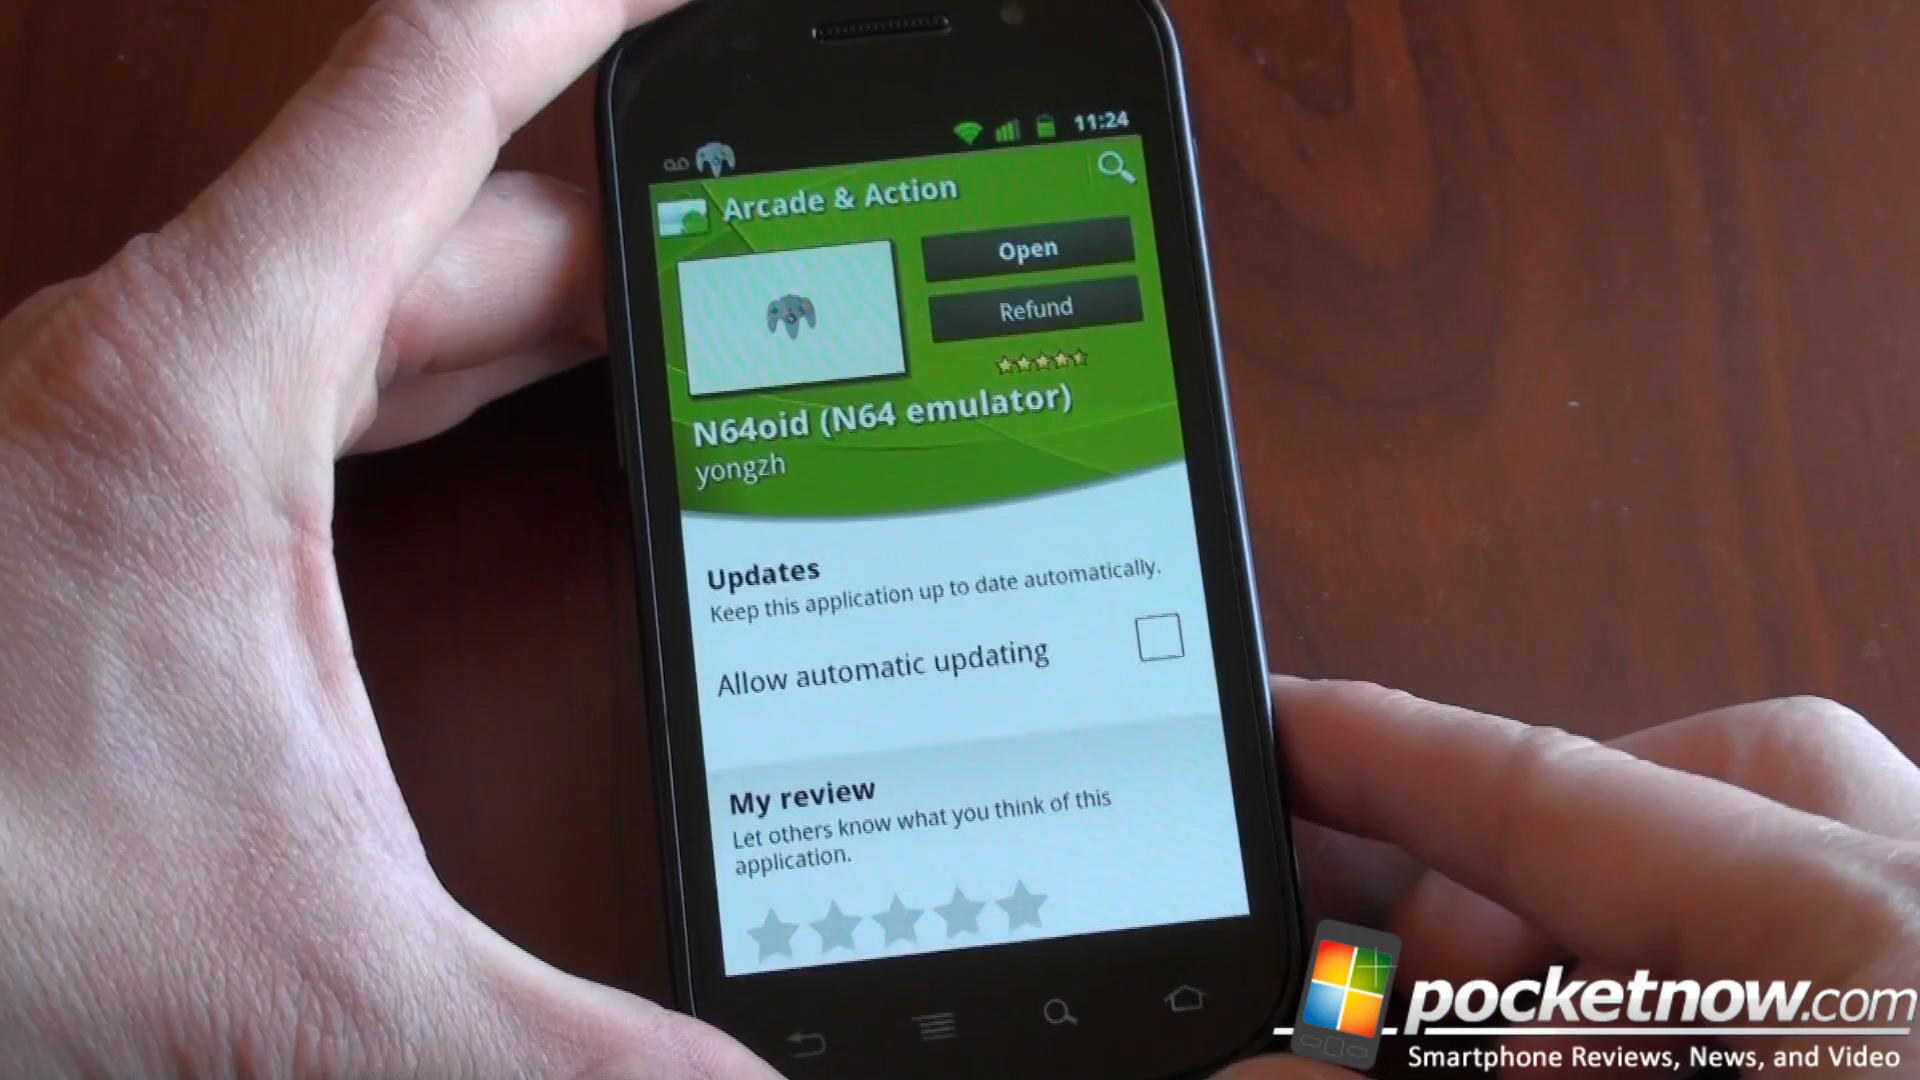 11:24
Arcade & Action
Open
Refund
N64oid (N64 emulator)
yongzh
Updates
Keep this application up to date automatically.
Allow automatic updating
My review
Let others know what you think of this
application.
pocketnow.com
Smartphone Reviews, News, and Video